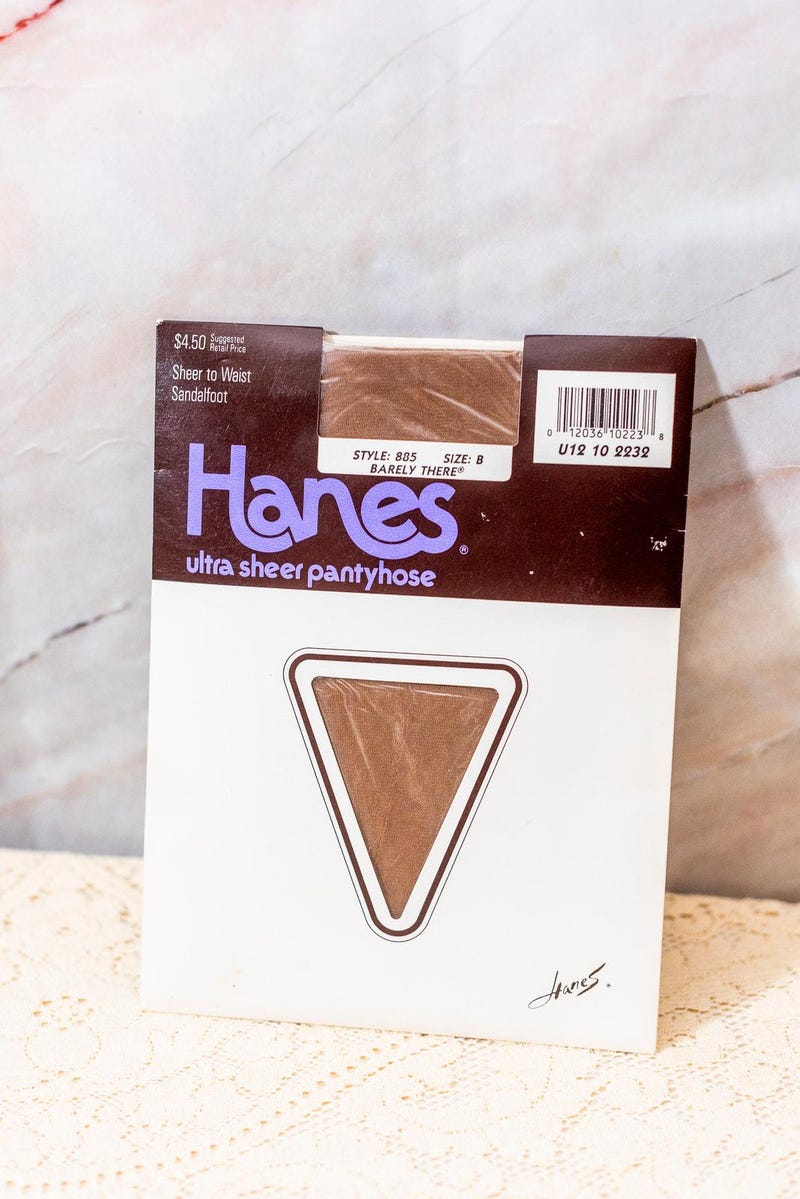 $4.50 Suggested
Retail Price
Sheer to Waist
Sandalfoot
STYLE: 885 SIZE: B
BARELY THERE®
0 12036 10223 8
U12 10 2232
Hanes®
ultra sheer pantyhose
Hanes®